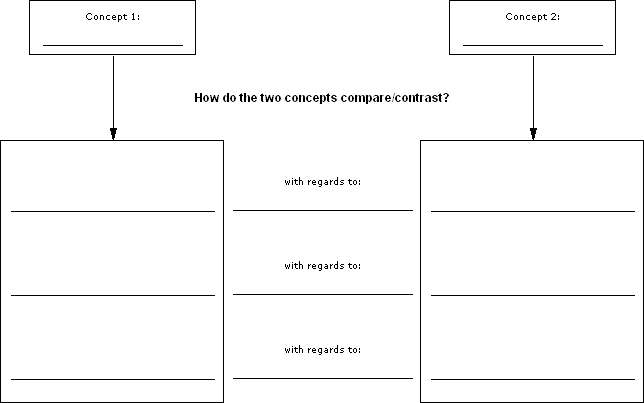 Concept 1:
Concept 2:
How do the two concepts compare/contrast?
with regards to:
with regards to:
with regards to: